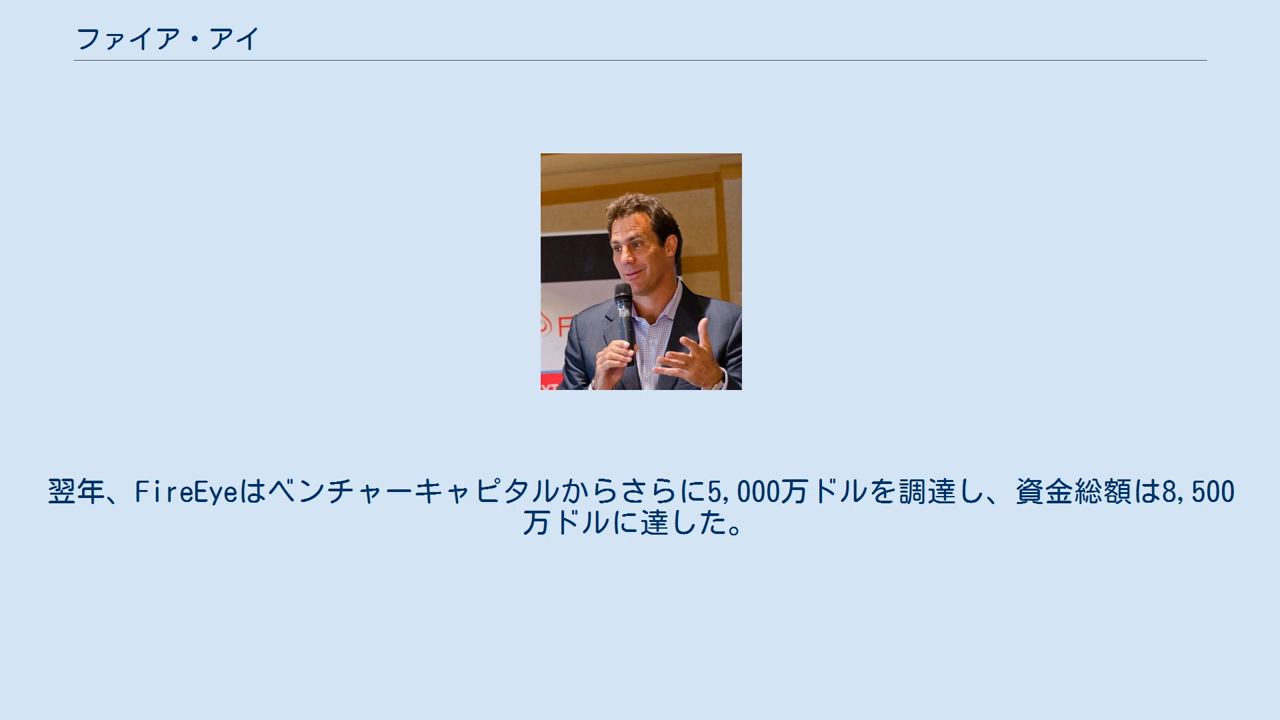 ファイア・アイ
F
翌年、FireEyeはベンチャーキャピタルからさらに5,000万ドルを調達し、資金総額は8,500
万ドルに達した。